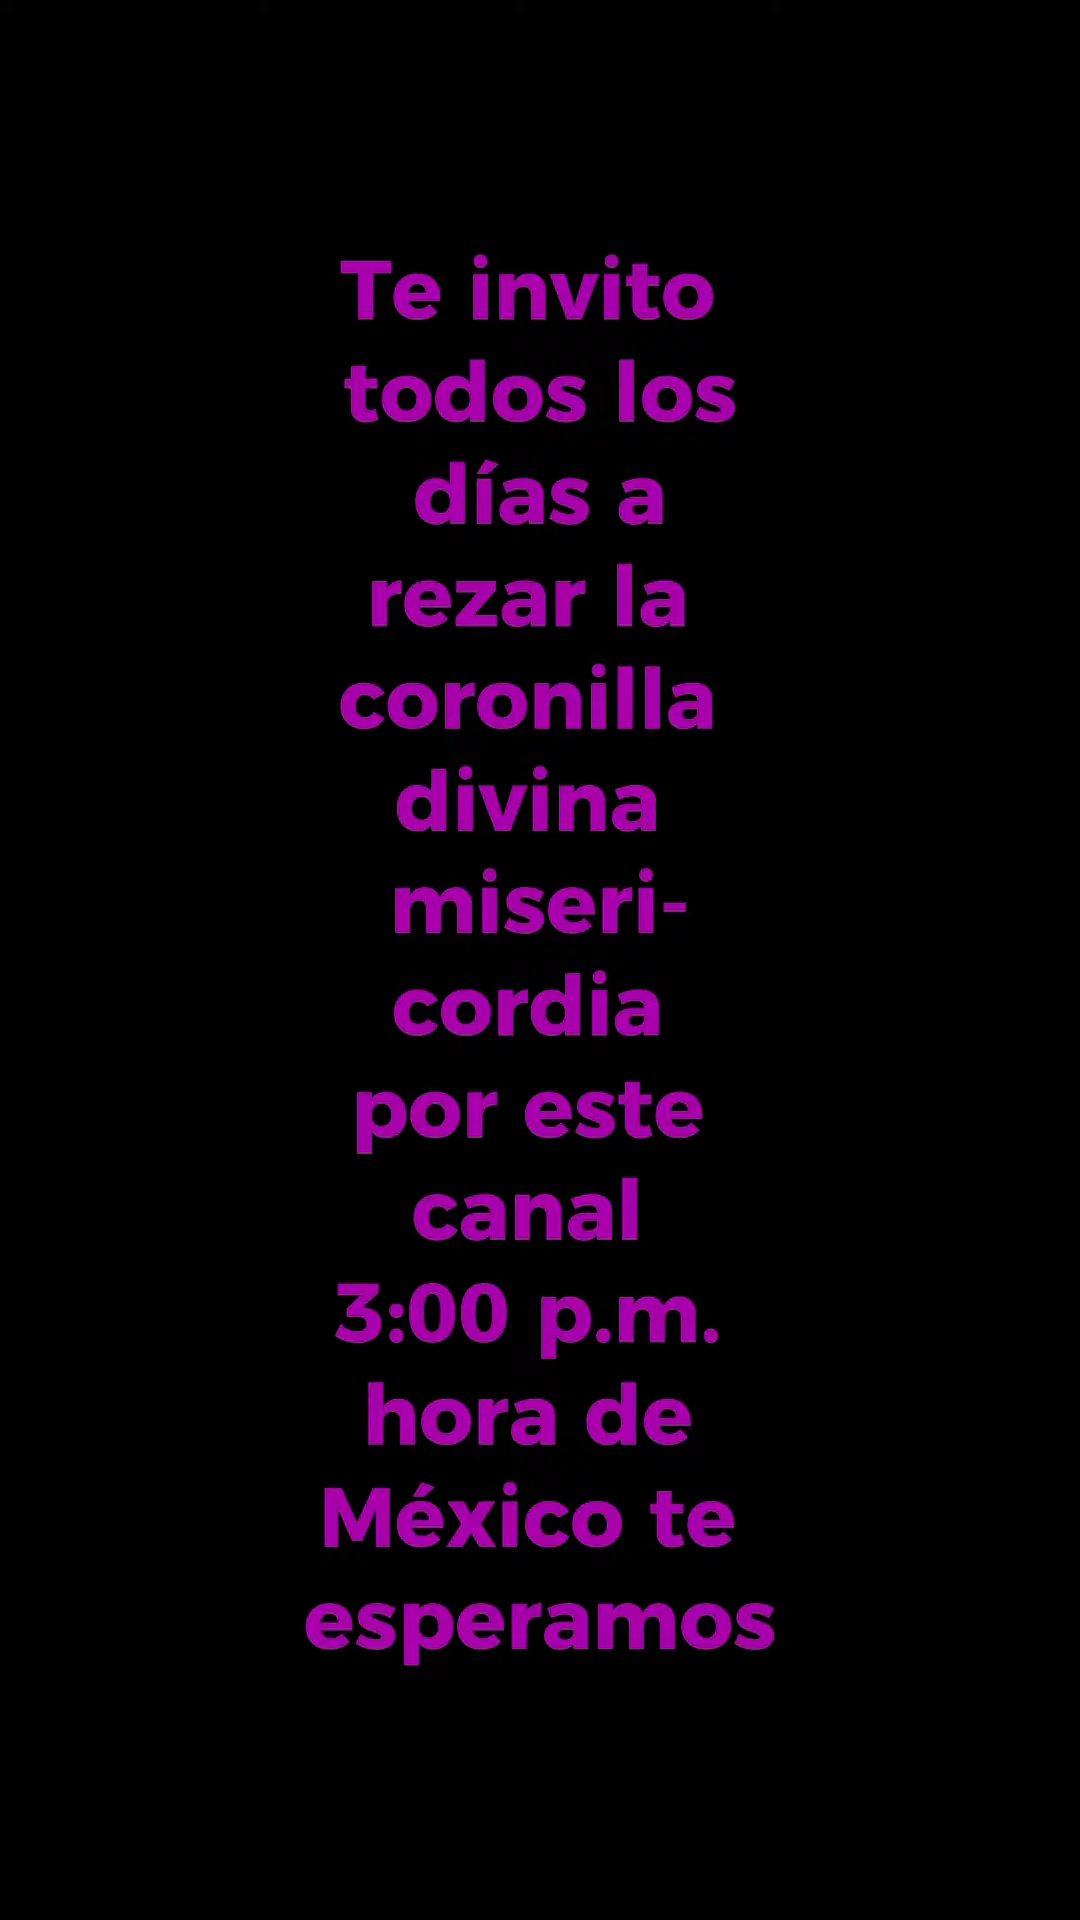 Te invito
todos los
días a
rezar la
coronilla
divina
miseri-
cordia
por este
canal
3:00 p.m.
hora de
México te
esperamos